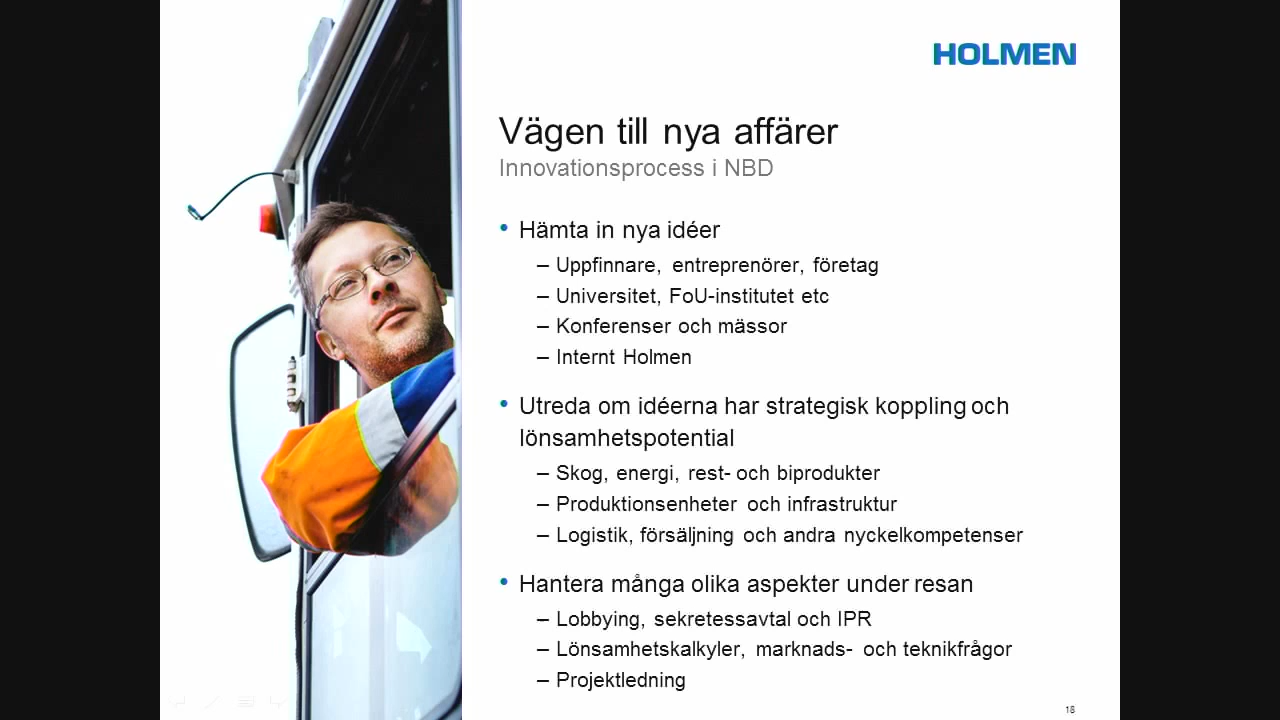 HOLMEN
Vägen till nya affärer
Innovationsprocess i NBD
• Hämta in nya idéer
– Uppfinnare, entreprenörer, företag
– Universitet, FoU-institutet etc
– Konferenser och mässor
– Internt Holmen
• Utreda om idéerna har strategisk koppling och
lönsamhetspotential
– Skog, energi, rest- och biprodukter
– Produktionsenheter och infrastruktur
– Logistik, försäljning och andra nyckelkompetenser
• Hantera många olika aspekter under resan
– Lobbying, sekretessavtal och IPR
– Lönsamhetskalkyler, marknads- och teknikfrågor
– Projektledning
18